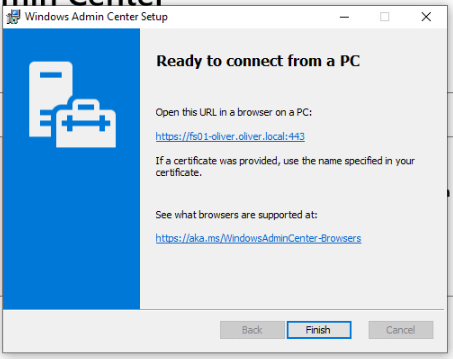 min Center
Windows Admin Center Setup
Ready to connect from a PC
Open this URL in a browser on a PC:
https://fs01-oliver.oliver.local:443
If a certificate was provided, use the name specified in your
certificate.
See what browsers are supported at:
https://aka.ms/WindowsAdminCenter-Browsers
Back Finish Cancel